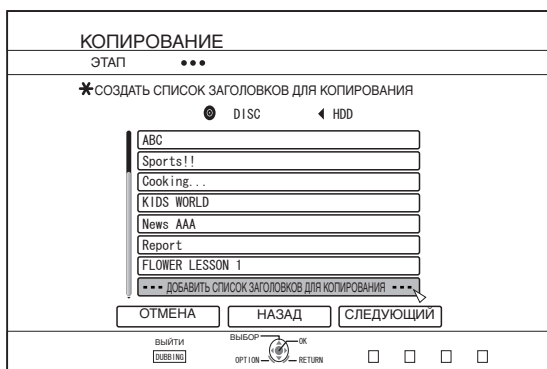 КОПИРОВАНИЕ
ЭТАП
СОЗДАТЬ СПИСОК ЗАГОЛОВКОВ ДЛЯ КОПИРОВАНИЯ
DISC HDD
ABC
Sports!!
Cooking...
KIDS WORLD
News AAA
Report
FLOWER LESSON 1
--- ДОБАВИТЬ СПИСОК ЗАГОЛОВКОВ ДЛЯ КОПИРОВАНИЯ ---
ОТМЕНА НАЗАД СЛЕДУЮЩИЙ
ВЫЙТИ ВЫБОР OK
DUBBING OPTION RETURN